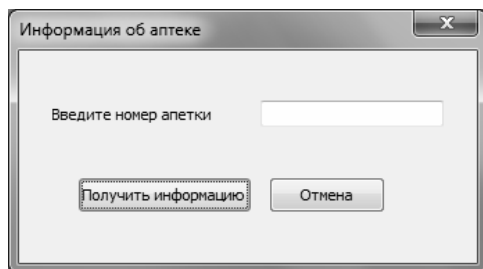 Информация об аптеке
Введите номер апетки
Получить информацию
Отмена